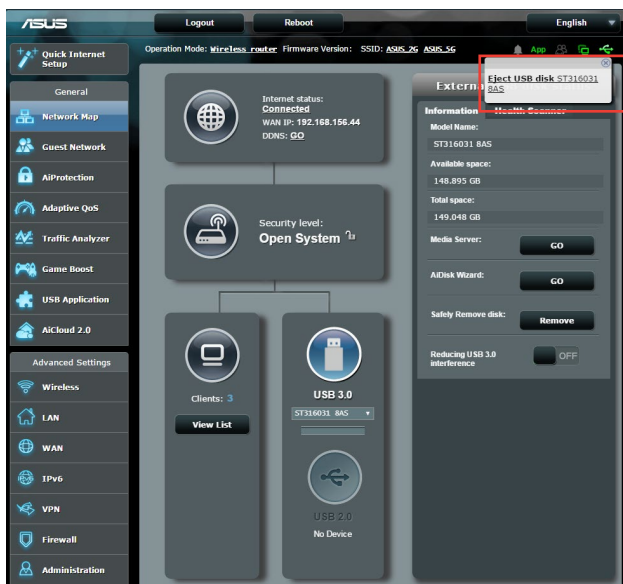 ASUS
Logout
Reboot
English
Quick Internet
Setup
Operation Mode: Wireless router Firmware Version: SSID: ASUS_2G ASUS_5G
App
General
Network Map
Guest Network
AiProtection
Adaptive QoS
Traffic Analyzer
Game Boost
USB Application
AiCloud 2.0
Advanced Settings
Wireless
LAN
WAN
IPv6
VPN
Firewall
Administration
Internet status:
Connected
WAN IP: 192.168.156.44
DDNS: GO
Security level:
Open System
Clients: 3
View List
USB 3.0
ST316031 8AS
USB 2.0
No Device
Eject USB disk ST316031
8AS
Externa
Information
Health Scanner
Model Name:
ST316031 8AS
Available space:
148.895 GB
Total space:
149.048 GB
Media Server:
GO
AiDisk Wizard:
GO
Safely Remove disk:
Remove
Reducing USB 3.0
interference
OFF